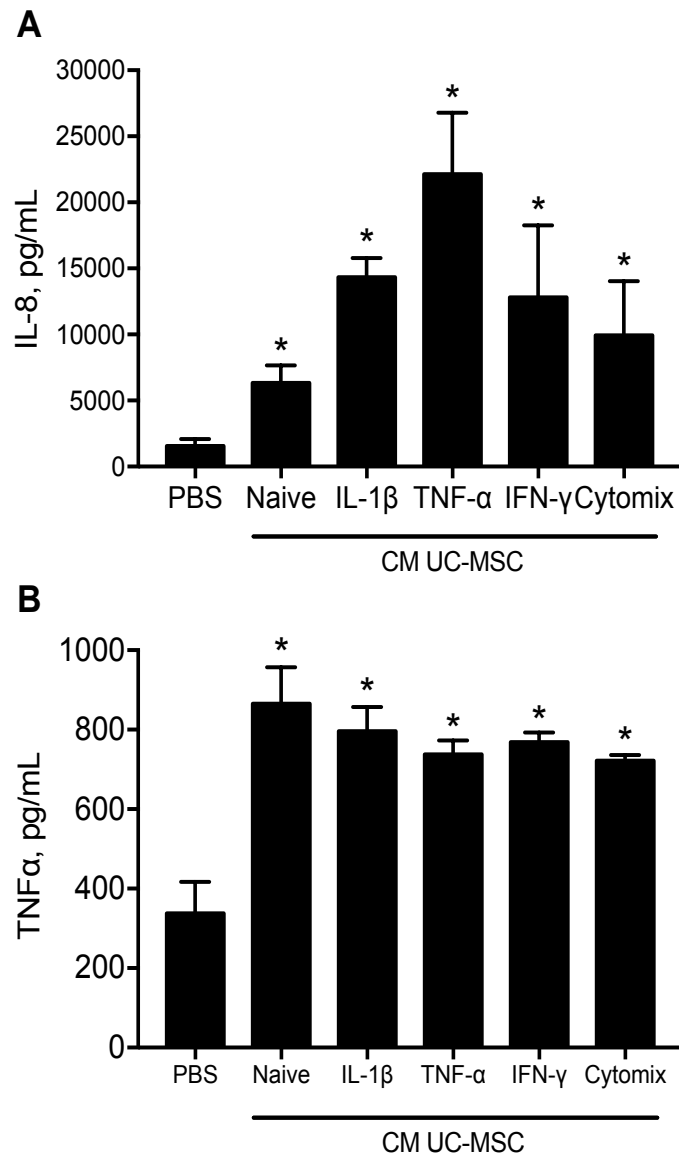 A
IL-8, pg/mL
30000
25000
20000
15000
10000
5000
0
* * * * *
PBS Naive IL-1β TNF-α IFN-γ Cytomix
CM UC-MSC
B
TNFα, pg/mL
1000
800
600
400
200
0
* * * * *
PBS Naive IL-1β TNF-α IFN-γ Cytomix
CM UC-MSC